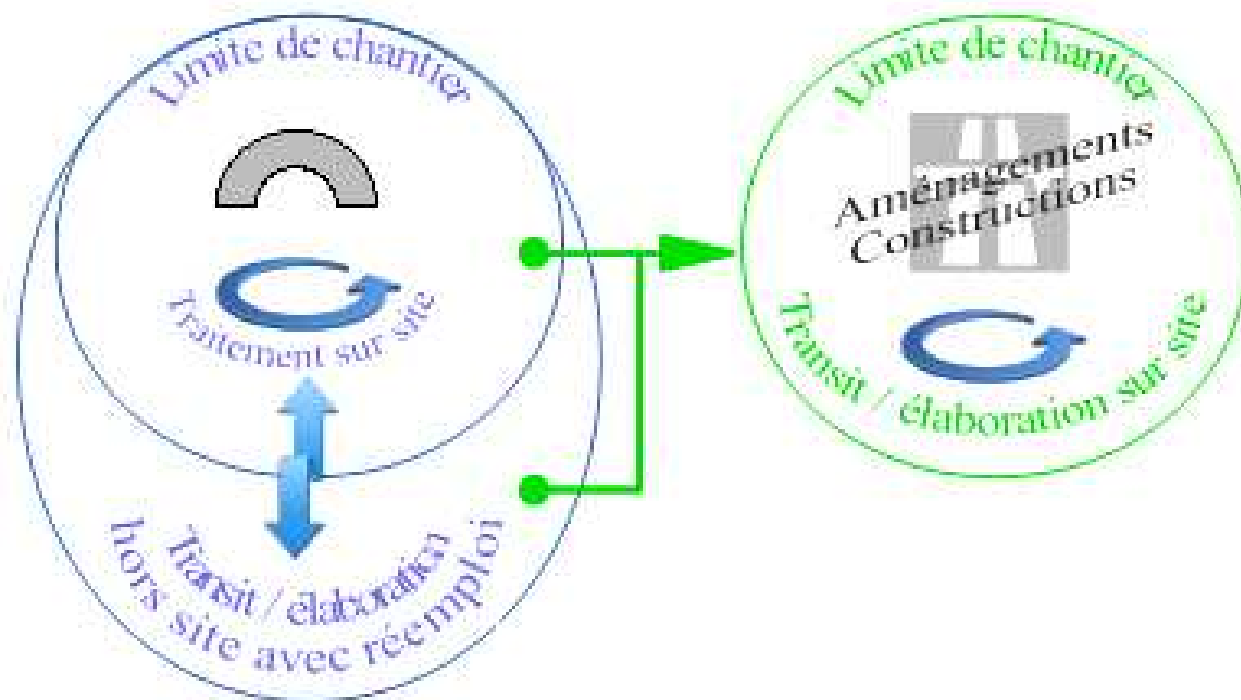 Limite de chantier
Traitement sur site
Transit / élaboration
hors site avec réemploi
Limite de chantier
Aménagements
Constructions
Transit / élaboration sur site